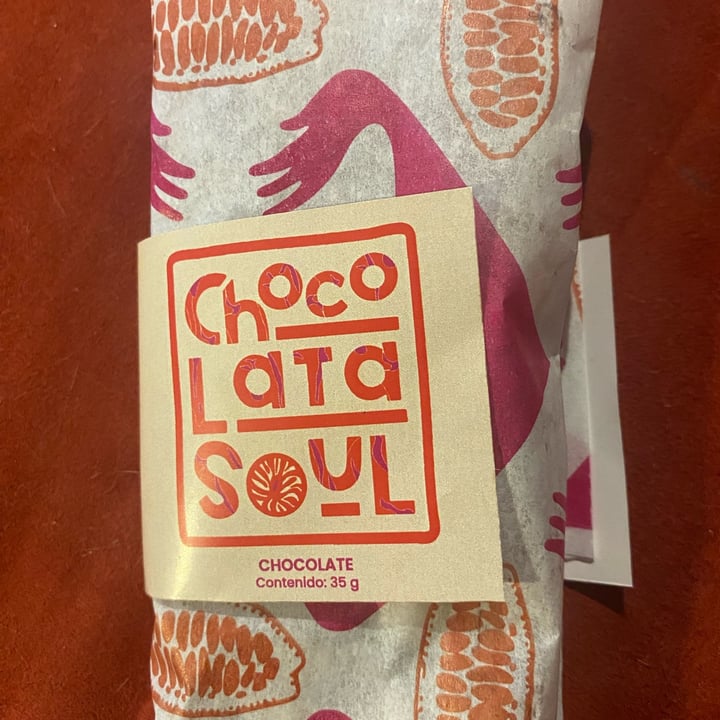 Choco
LaTa
SouL
CHOCOLATE
Contenido: 35 g